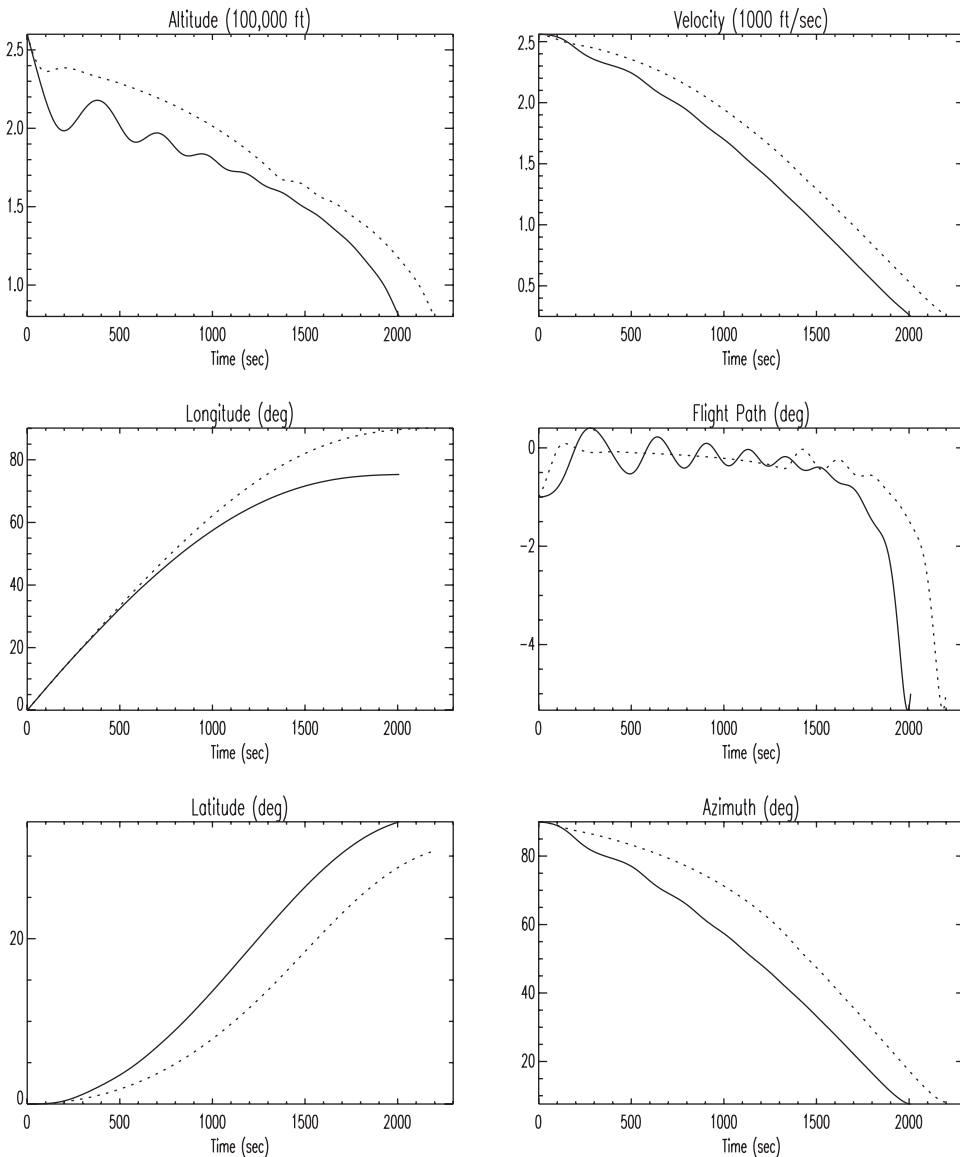 Altitude (100,000 ft)
2.5
2.0
1.5
1.0
0 500 1000 1500 2000
Time (sec)
Velocity (1000 ft/sec)
2.5
2.0
1.5
1.0
0.5
0 500 1000 1500 2000
Time (sec)
Longitude (deg)
80
60
40
20
0
0 500 1000 1500 2000
Time (sec)
Flight Path (deg)
0
−2
−4
0 500 1000 1500 2000
Time (sec)
Latitude (deg)
20
0
0 500 1000 1500 2000
Time (sec)
Azimuth (deg)
80
60
40
20
0 500 1000 1500 2000
Time (sec)